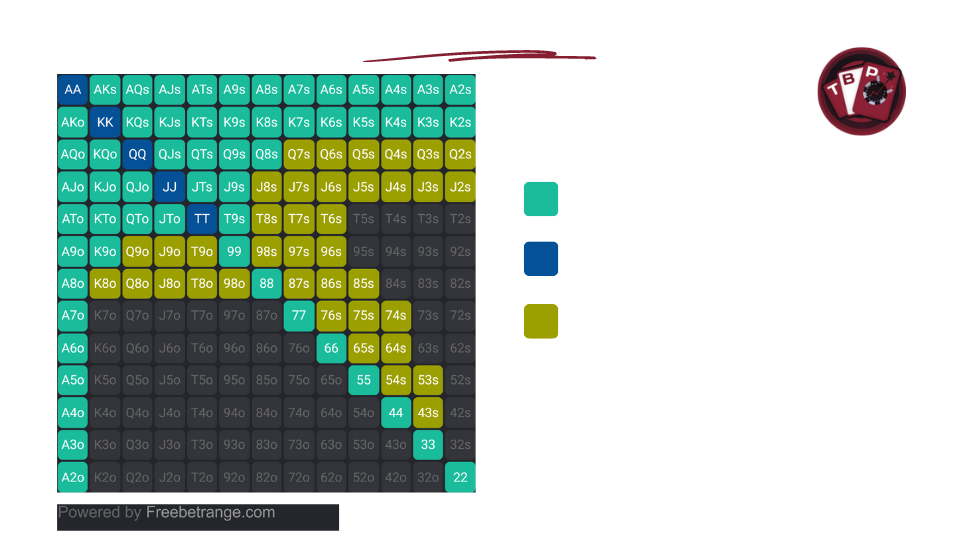 T B P
AA AKs AQs AJs ATs A9s A8s A7s A6s A5s A4s A3s A2s
AKo KK KQs KJs KTs K9s K8s K7s K6s K5s K4s K3s K2s
AQo KQo QQ QJs QTs Q9s Q8s Q7s Q6s Q5s Q4s Q3s Q2s
AJo KJo QJo JJ JTs J9s J8s J7s J6s J5s J4s J3s J2s
ATo KTo QTo JTo TT T9s T8s T7s T6s T5s T4s T3s T2s
A9o K9o Q9o J9o T9o 99 98s 97s 96s 95s 94s 93s 92s
A8o K8o Q8o J8o T8o 98o 88 87s 86s 85s 84s 83s 82s
A7o K7o Q7o J7o T7o 97o 87o 77 76s 75s 74s 73s 72s
A6o K6o Q6o J6o T6o 96o 86o 76o 66 65s 64s 63s 62s
A5o K5o Q5o J5o T5o 95o 85o 75o 65o 55 54s 53s 52s
A4o K4o Q4o J4o T4o 94o 84o 74o 64o 54o 44 43s 42s
A3o K3o Q3o J3o T3o 93o 83o 73o 63o 53o 43o 33 32s
A2o K2o Q2o J2o T2o 92o 82o 72o 62o 52o 42o 32o 22
Powered by Freebetrange.com